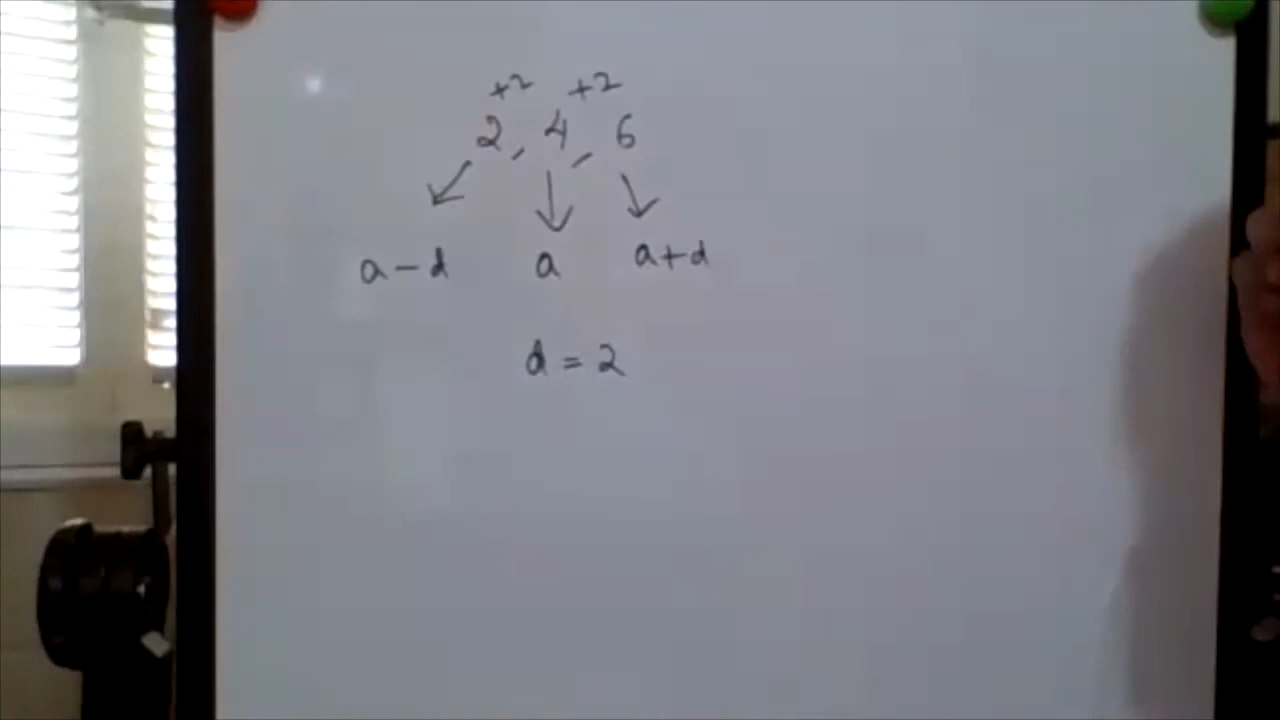 +2 +2
2, 4, 6
a-d a a+d
d = 2